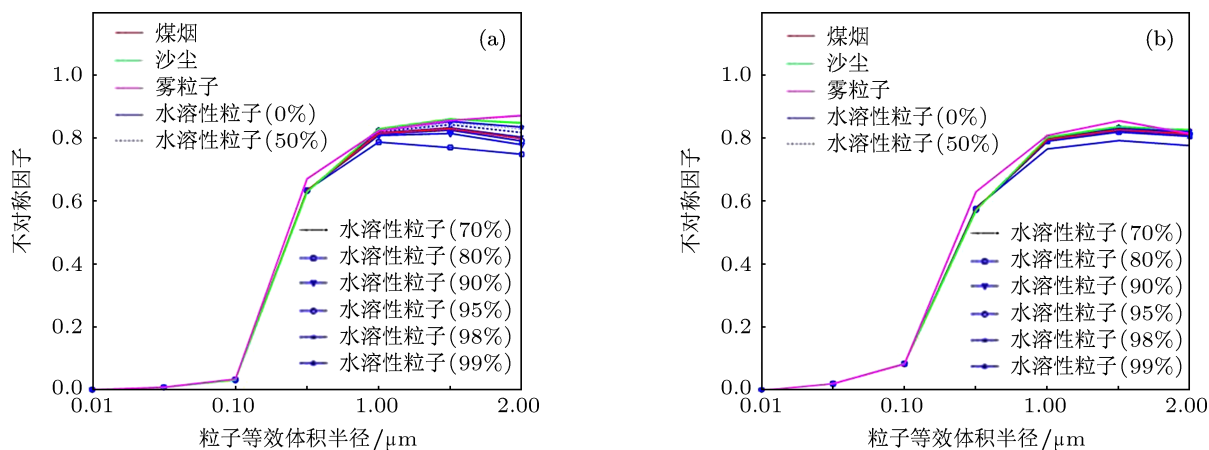 (a)
煤烟
沙尘
雾粒子
水溶性粒子(0%)
水溶性粒子(50%)
水溶性粒子(70%)
水溶性粒子(80%)
水溶性粒子(90%)
水溶性粒子(95%)
水溶性粒子(98%)
水溶性粒子(99%)
不对称因子
1.0
0.8
0.6
0.4
0.2
0.0
0.01
0.10
1.00
2.00
粒子等效体积半径/μm
(b)
煤烟
沙尘
雾粒子
水溶性粒子(0%)
水溶性粒子(50%)
水溶性粒子(70%)
水溶性粒子(80%)
水溶性粒子(90%)
水溶性粒子(95%)
水溶性粒子(98%)
水溶性粒子(99%)
不对称因子
1.0
0.8
0.6
0.4
0.2
0.0
0.01
0.10
1.00
2.00
粒子等效体积半径/μm